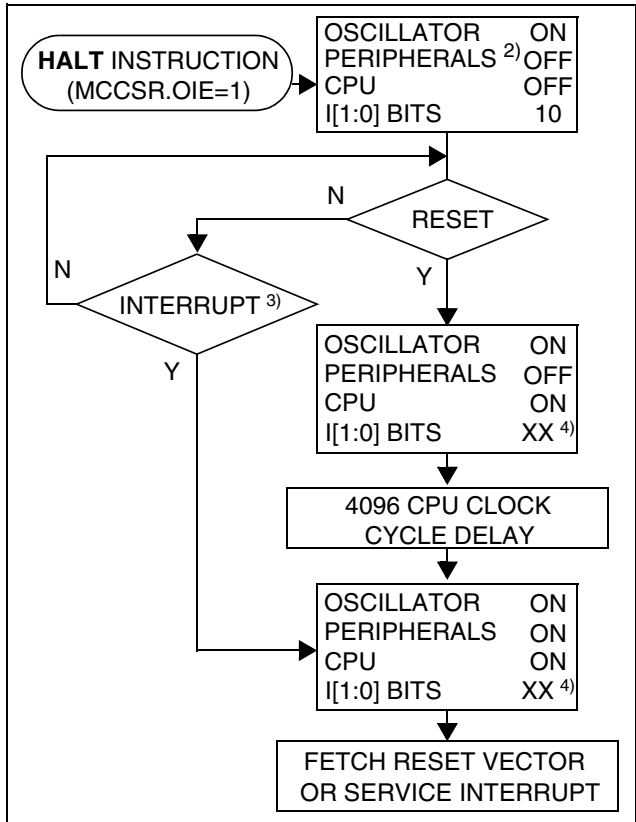 HALT INSTRUCTION
(MCCSR.OIE=1)
OSCILLATOR ON
PERIPHERALS 2) OFF
CPU OFF
I[1:0] BITS 10
N
RESET
N
INTERRUPT 3)
Y
Y
OSCILLATOR ON
PERIPHERALS OFF
CPU ON
I[1:0] BITS XX 4)
4096 CPU CLOCK
CYCLE DELAY
OSCILLATOR ON
PERIPHERALS ON
CPU ON
I[1:0] BITS XX 4)
FETCH RESET VECTOR
OR SERVICE INTERRUPT